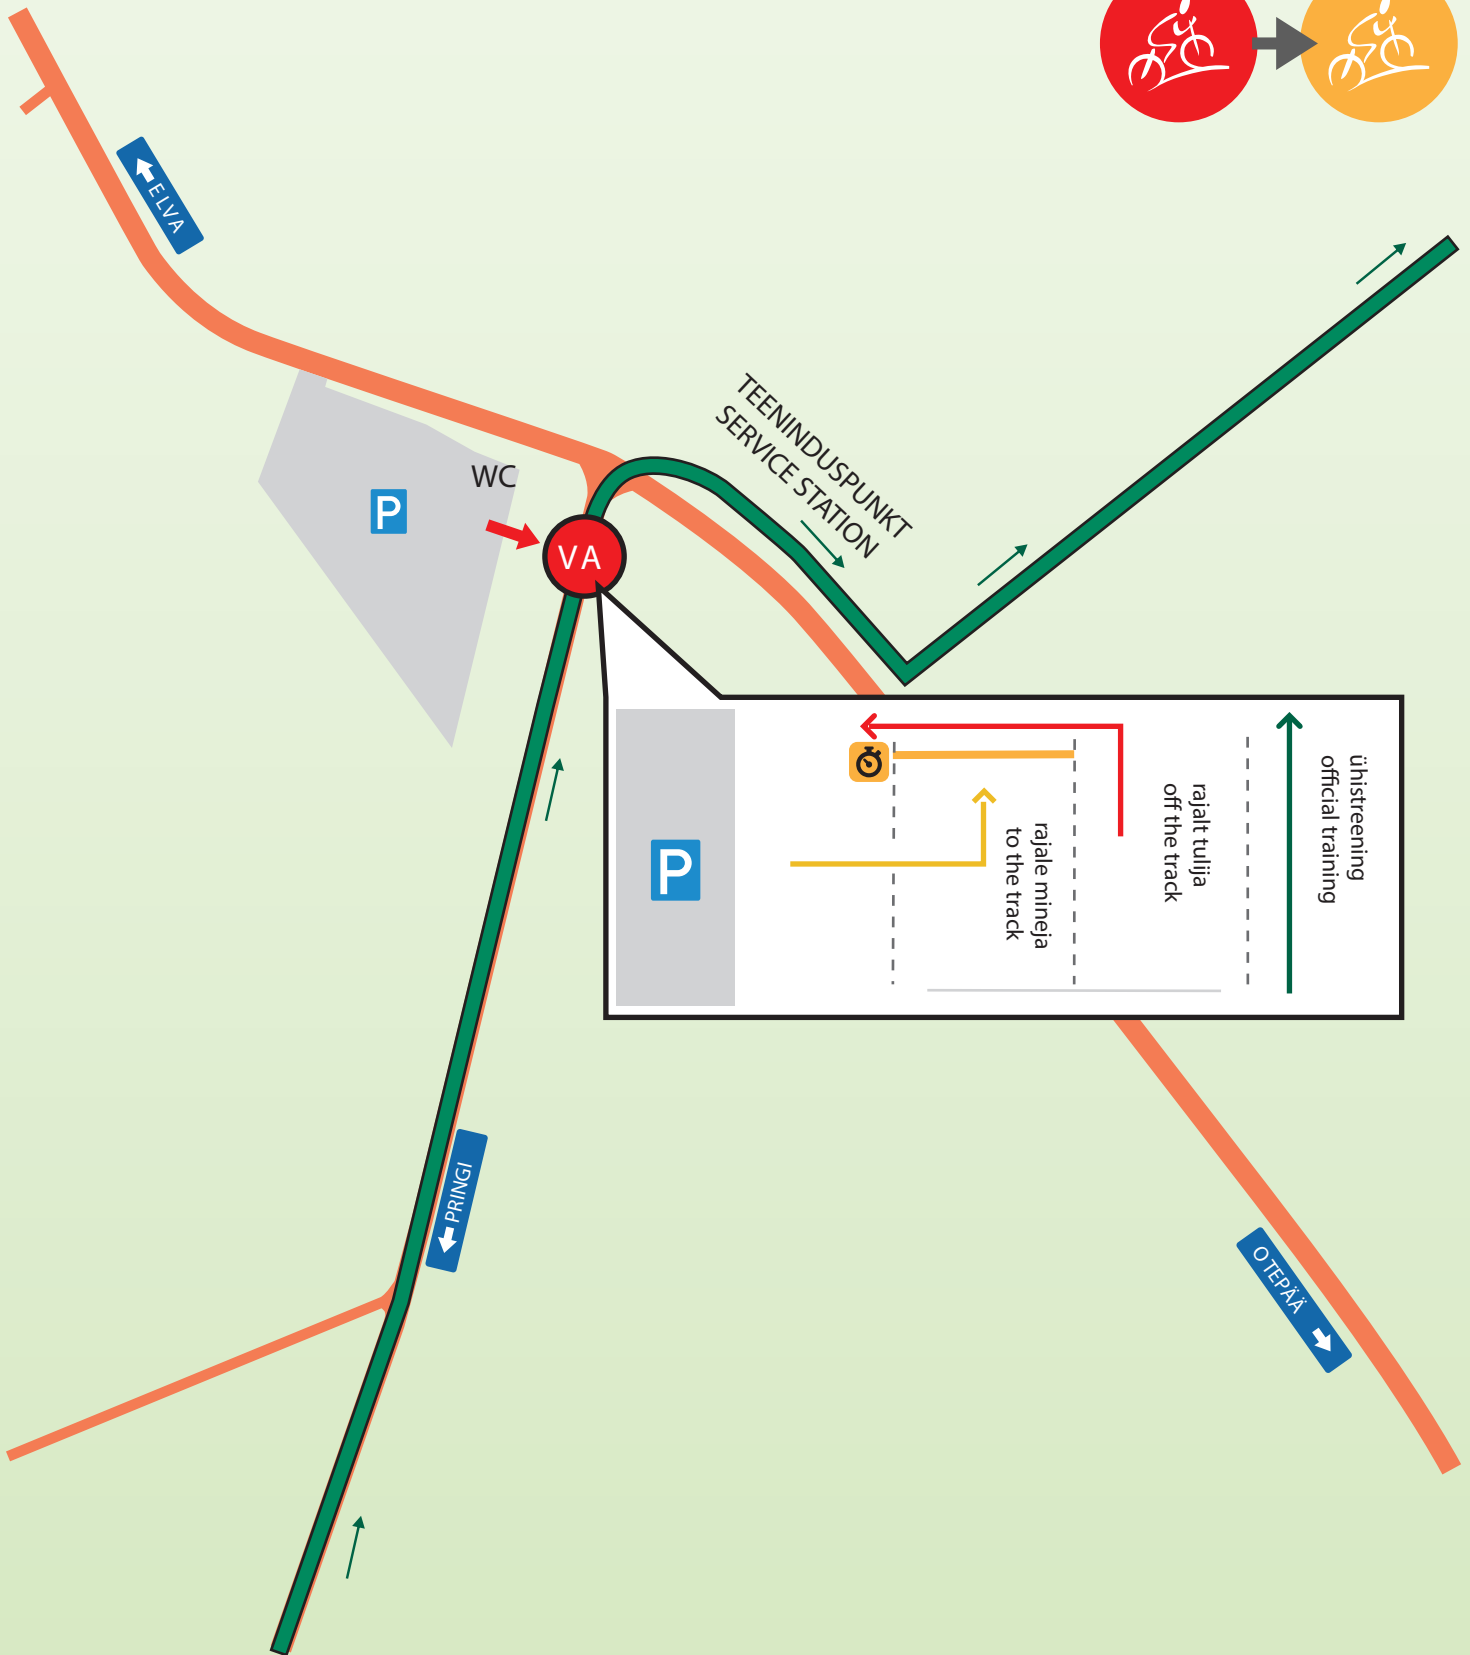 ELVA
TEENINDUSPUNKT
SERVICE STATION
WC
P
VA
P
rajale mineja
to the track
rajalt tulija
off the track
ühistreening
official training
PRINGI
OTEPÄÄ